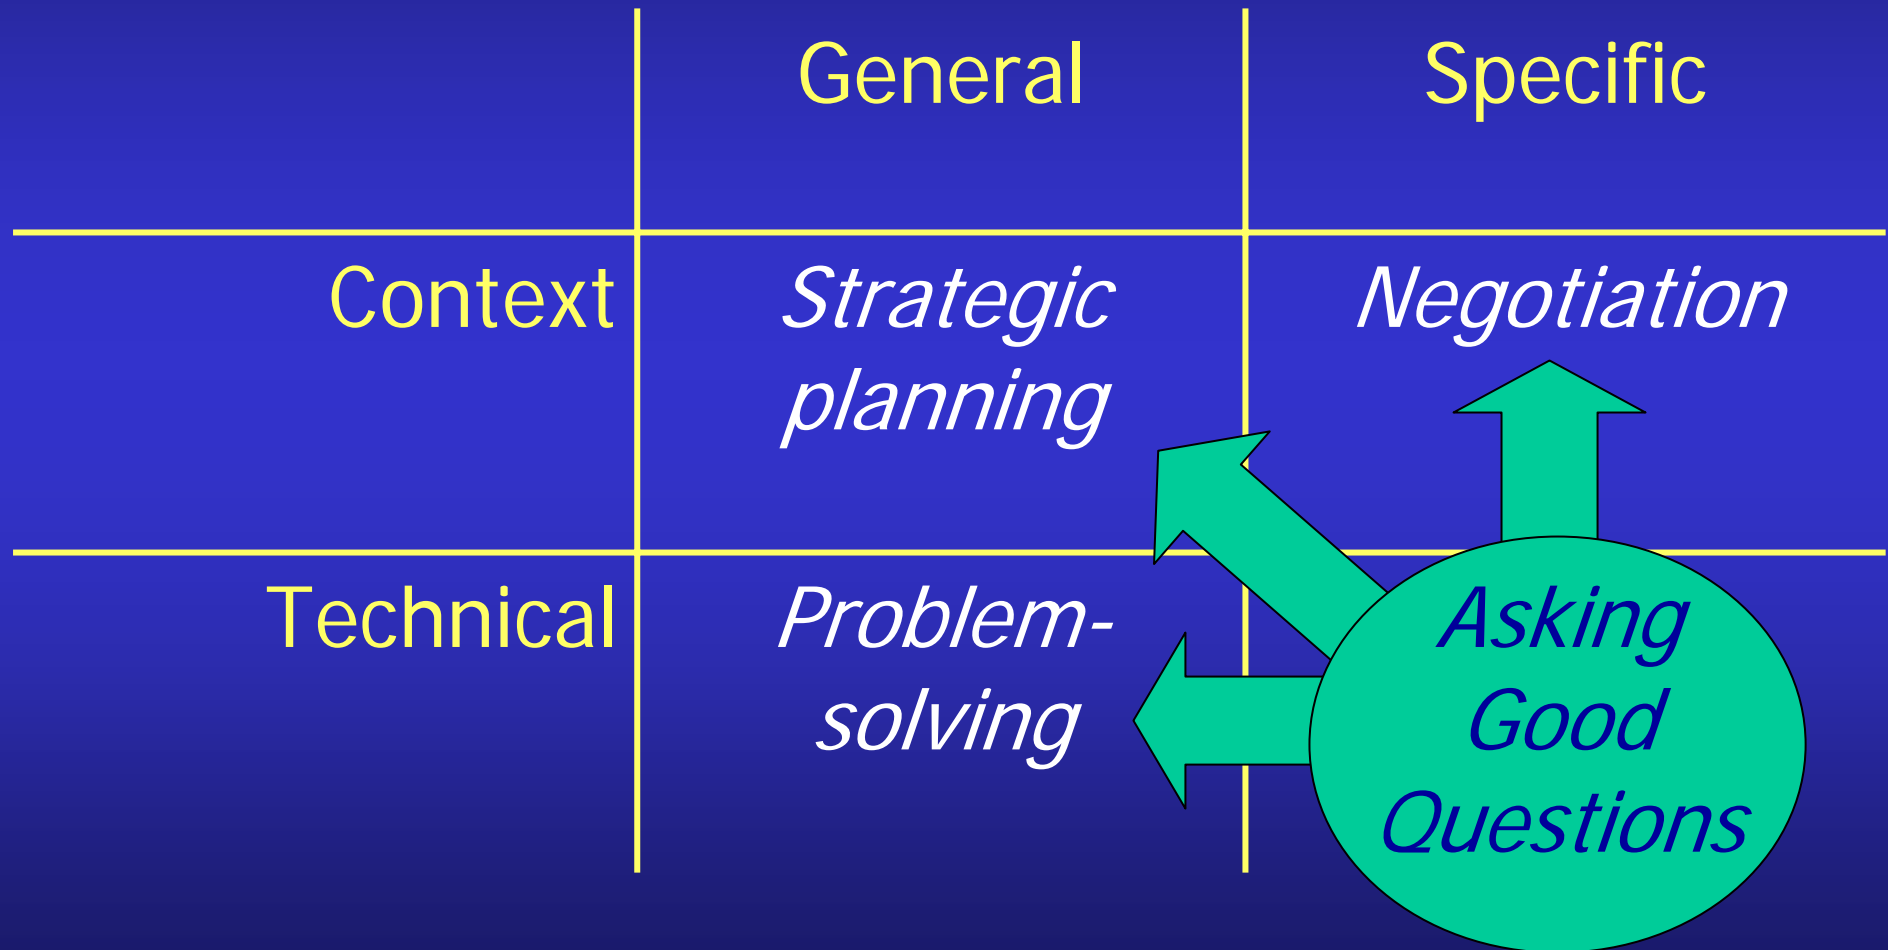 General
Specific
Context
Strategic
planning
Negotiation
Technical
Problem-
solving
Asking
Good
Questions